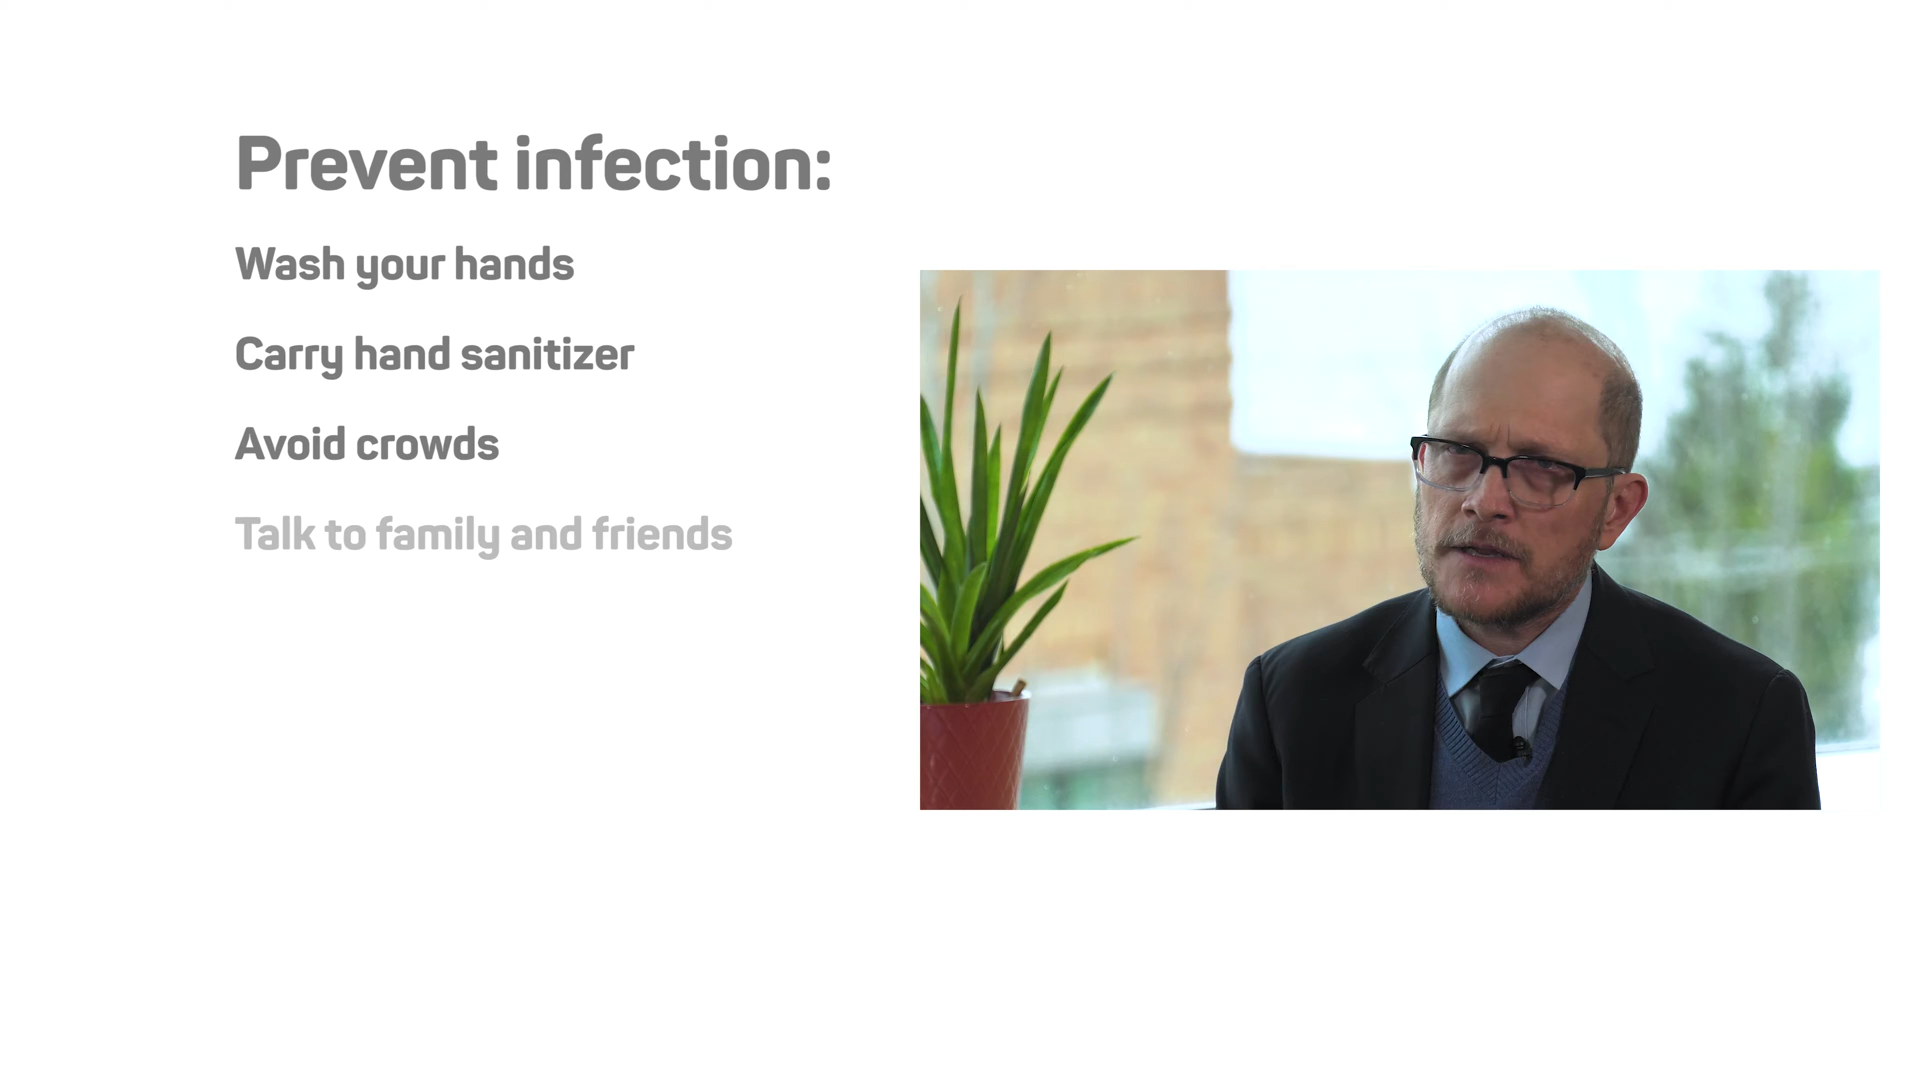 Prevent infection:
Wash your hands
Carry hand sanitizer
Avoid crowds
Talk to family and friends